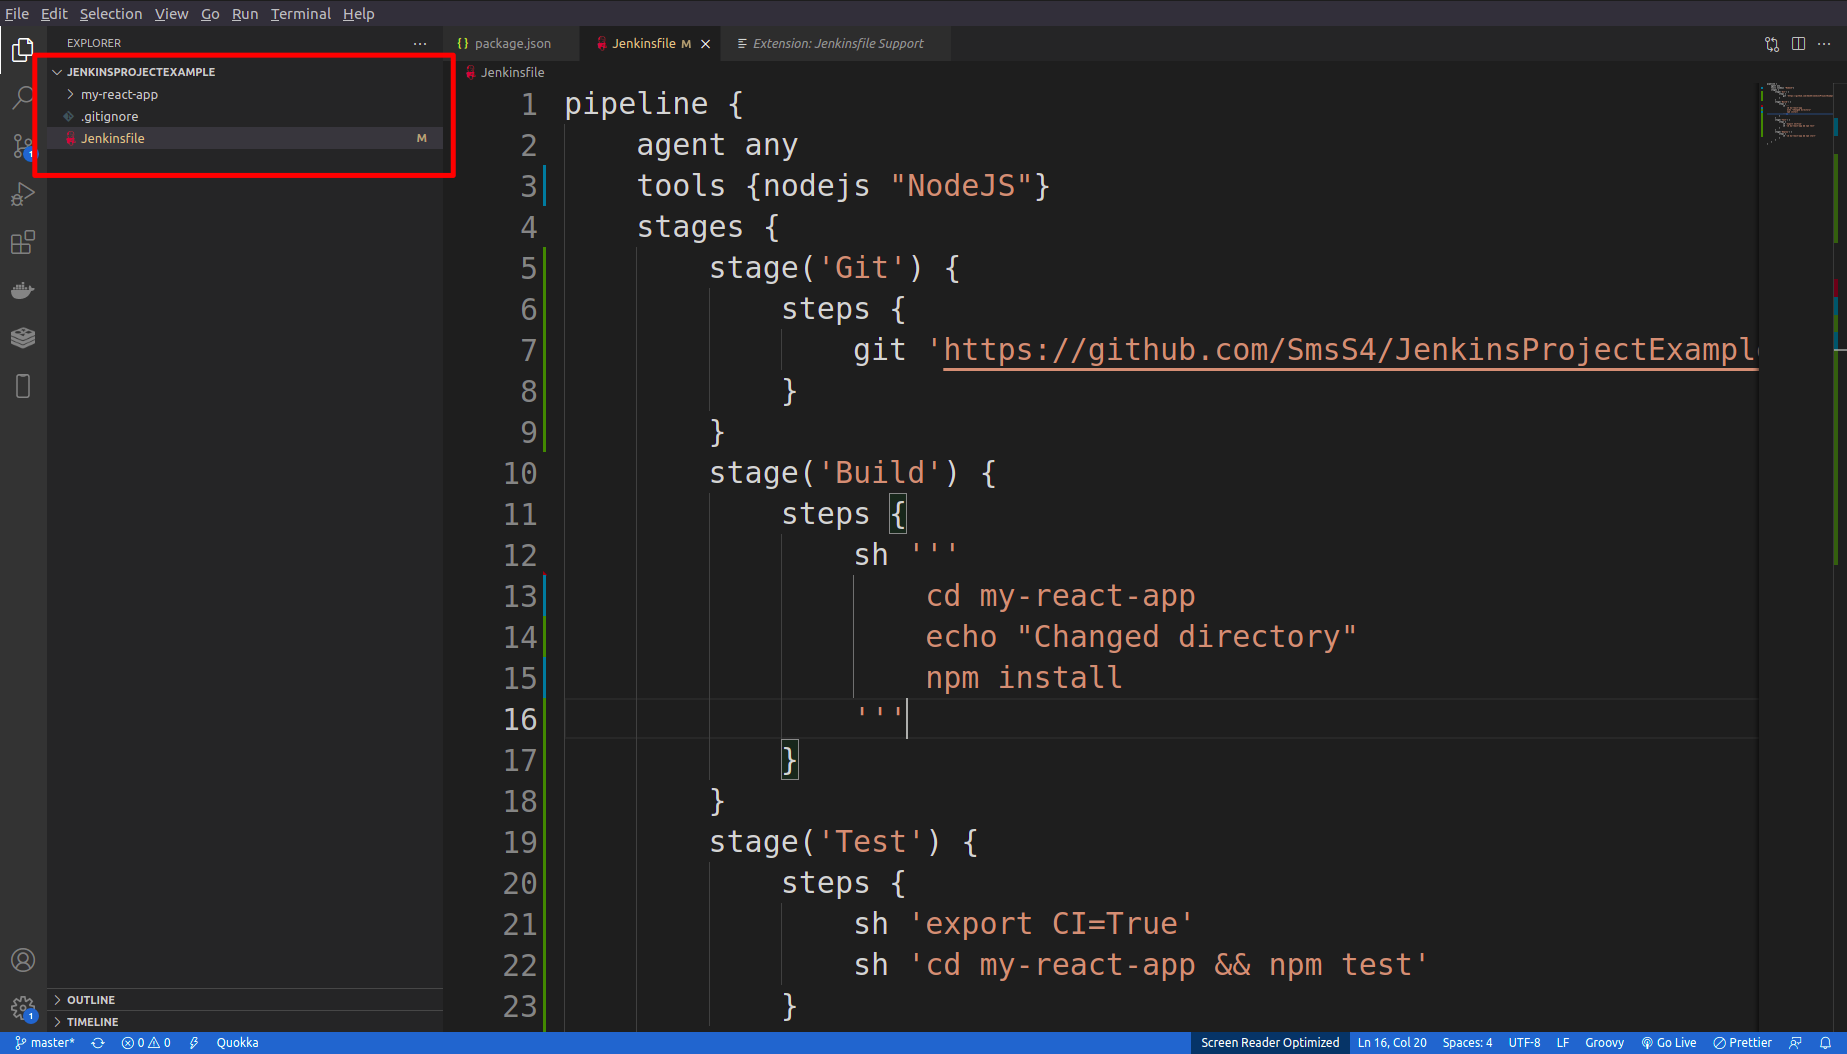 File Edit Selection View Go Run Terminal Help
EXPLORER ···
{} package.json Jenkinsfile M × Extension: Jenkinsfile Support ···
JENKINSPROJECTEXAMPLE
my-react-app
.gitignore
Jenkinsfile M
1
OUTLINE
1
TIMELINE
Jenkinsfile
1 pipeline {
2 agent any
3 tools {nodejs "NodeJS"}
4 stages {
5 stage('Git') {
6 steps {
7 git 'https://github.com/SmsS4/JenkinsProjectExample
8 }
9 }
10 stage('Build') {
11 steps {
12 sh '''
13 cd my-react-app
14 echo "Changed directory"
15 npm install
16 '''
17 }
18 }
19 stage('Test') {
20 steps {
21 sh 'export CI=True'
22 sh 'cd my-react-app && npm test'
23 }
master* 0 0 Quokka Screen Reader Optimized Ln 16, Col 20 Spaces: 4 UTF-8 LF Groovy Go Live Prettier